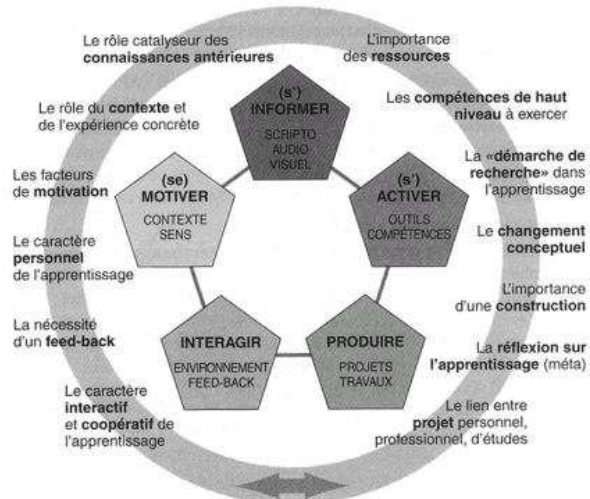 Le rôle catalyseur des
connaissances antérieures
L'importance
des ressources
Le rôle du contexte et
de l'expérience concrète
Les compétences de haut
niveau à exercer
(s')
INFORMER
SCRIPTO
AUDIO
VISUEL
Les facteurs
de motivation
(se)
MOTIVER
CONTEXTE
SENS
(s')
ACTIVER
OUTILS
COMPÉTENCES
La «démarche de
recherche» dans
l'apprentissage
Le caractère
personnel
de l'apprentissage
Le changement
conceptuel
L'importance
d'une construction
La nécessité
d'un feed-back
INTERAGIR
ENVIRONNEMENT
FEED-BACK
PRODUIRE
PROJETS
TRAVAUX
La réflexion sur
l'apprentissage (méta)
Le caractère
interactif
et coopératif de
l'apprentissage
Le lien entre
projet personnel,
professionnel, d'études